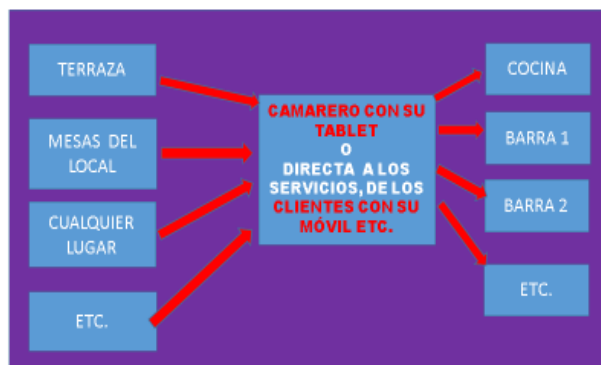 TERRAZA
MESAS DEL
LOCAL
CUALQUIER
LUGAR
ETC.
CAMARERO CON SU
TABLET
O
DIRECTA A LOS
SERVICIOS, DE LOS
CLIENTES CON SU
MÓVIL ETC.
COCINA
BARRA 1
BARRA 2
ETC.